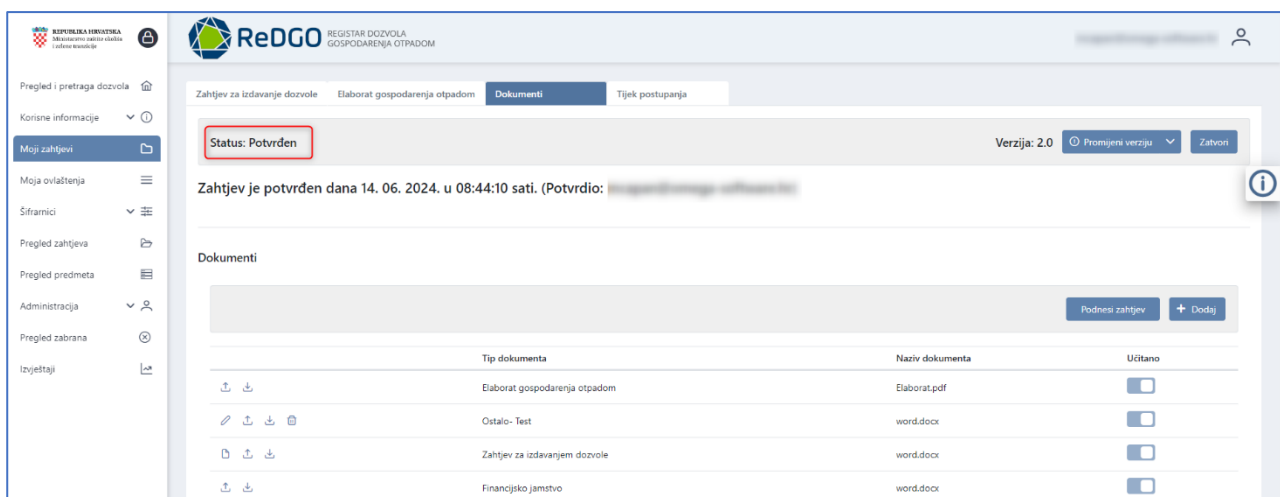 REPUBLIKA HRVATSKA
Ministarstvo zaštite okoliša
i zelene tranzicije
ReDGO REGISTAR DOZVOLA
GOSPODARENJA OTPADOM
Pregled i pretraga dozvola
Korisne informacije
Moji zahtjevi
Moja ovlaštenja
Šifrarnici
Pregled zahtjeva
Pregled predmeta
Administracija
Pregled zabrana
Izvještaji
Zahtjev za izdavanje dozvole Elaborat gospodarenja otpadom Dokumenti Tijek postupanja
Status: Potvrđen Verzija: 2.0 Promijeni verziju Zatvori
Zahtjev je potvrđen dana 14. 06. 2024. u 08:44:10 sati. (Potvrdio:
Dokumenti
Podnesi zahtjev + Dodaj
Tip dokumenta Naziv dokumenta Učitano
Elaborat gospodarenja otpadom Elaborat.pdf
Ostalo- Test word.docx
Zahtjev za izdavanjem dozvole word.docx
Financijsko jamstvo word.docx